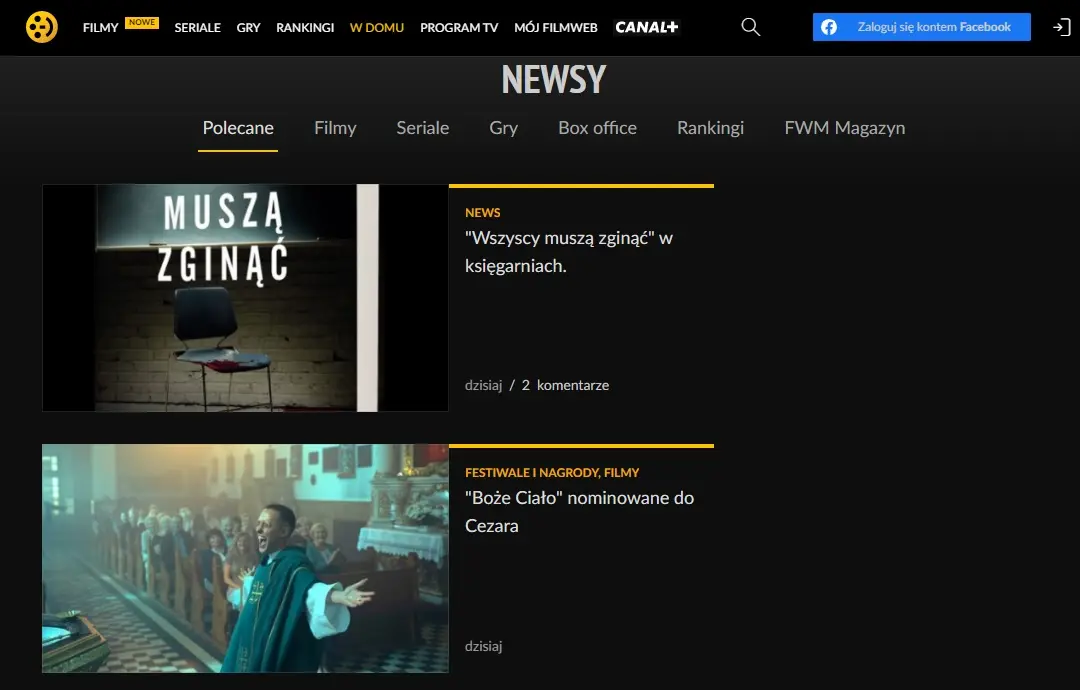 FILMY NOWE SERIALE GRY RANKINGI W DOMU PROGRAM TV MÓJ FILMWEB CANAL+ Zaloguj się kontem Facebook
NEWSY
Polecane Filmy Seriale Gry Box office Rankingi FWM Magazyn
MUSZĄ
ZGINĄĆ
NEWS
"Wszyscy muszą zginąć" w
księgarniach.
dzisiaj / 2 komentarze
FESTIWALE I NAGRODY, FILMY
"Boże Ciało" nominowane do
Cezara
dzisiaj